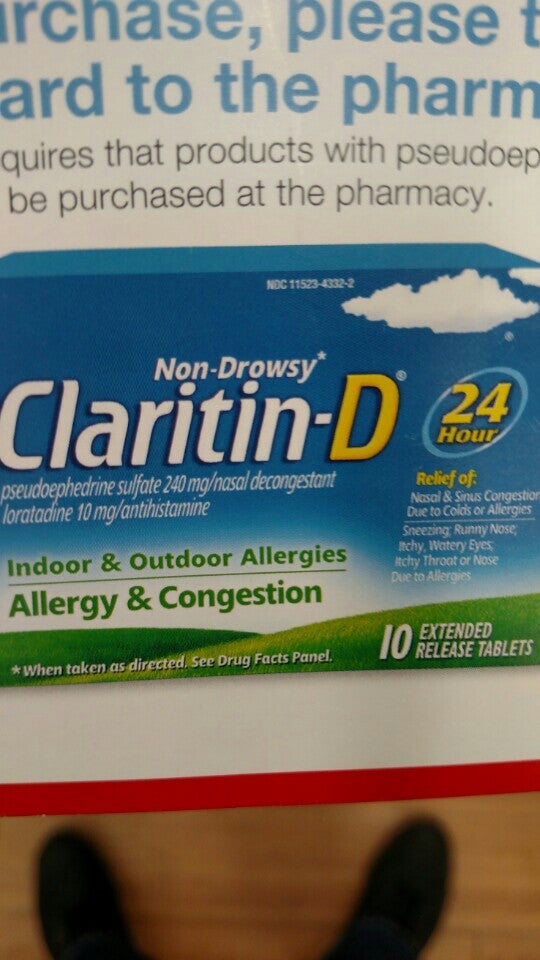 urchase, please t
ard to the pharm
quires that products with pseudoep
be purchased at the pharmacy.
NDC 11523-4332-2
Non-Drowsy*
Claritin-D®
24
Hour
pseudoephedrine sulfate 240 mg/nasal decongestant
loratadine 10 mg/antihistamine
Relief of:
Nasal & Sinus Congestion
Due to Colds or Allergies
Sneezing; Runny Nose;
Itchy, Watery Eyes;
Itchy Throat or Nose
Due to Allergies
Indoor & Outdoor Allergies
Allergy & Congestion
10 EXTENDED
RELEASE TABLETS
*When taken as directed. See Drug Facts Panel.